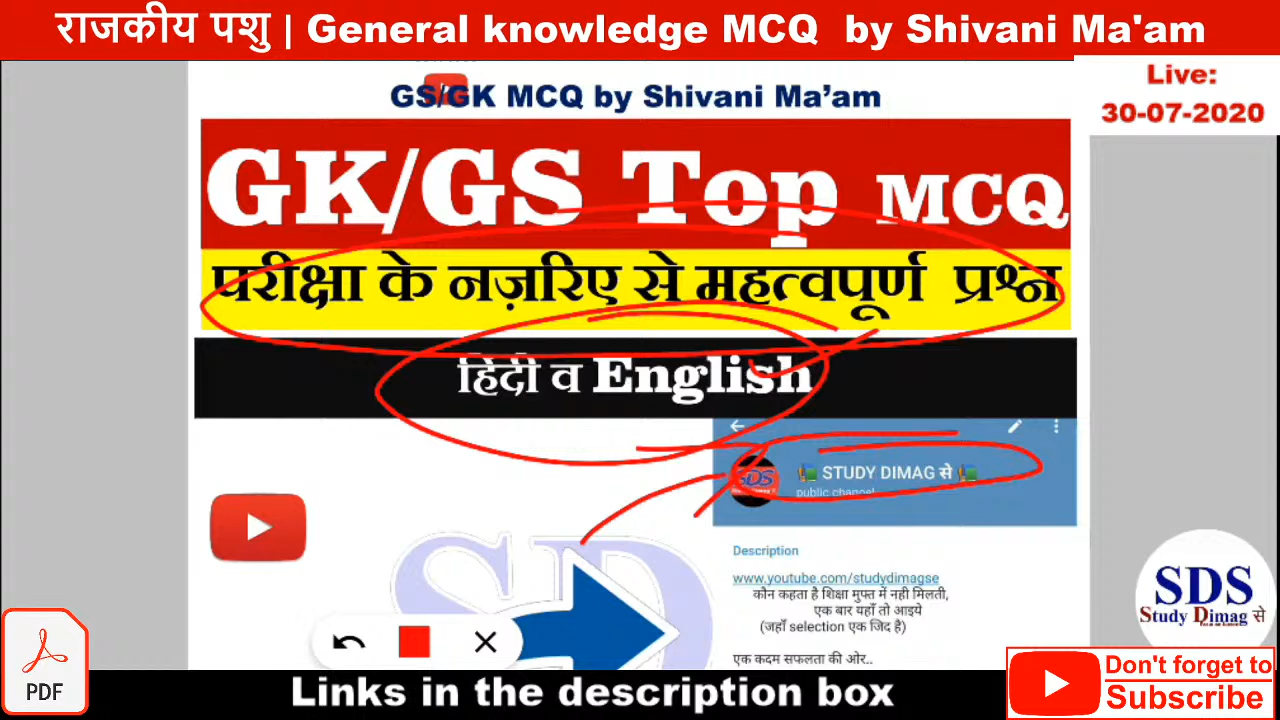 राजकीय पशु | General knowledge MCQ by Shivani Ma'am
Live:
30-07-2020
GS/GK MCQ by Shivani Ma’am
GK/GS Top MCQ
परीक्षा के नज़रिए से महत्वपूर्ण प्रश्न
हिंदी व English
SDS
STUDY DIMAG से
public channel
Description
www.youtube.com/studydimagse
कौन कहता है शिक्षा मुफ्त में नही मिलती,
एक बार यहाँ तो आइये
(जहाँ selection एक जिद है)
एक कदम सफलता की ओर..
SD
SDS
Study Dimag से
PDF
Links in the description box
Don't forget to
Subscribe